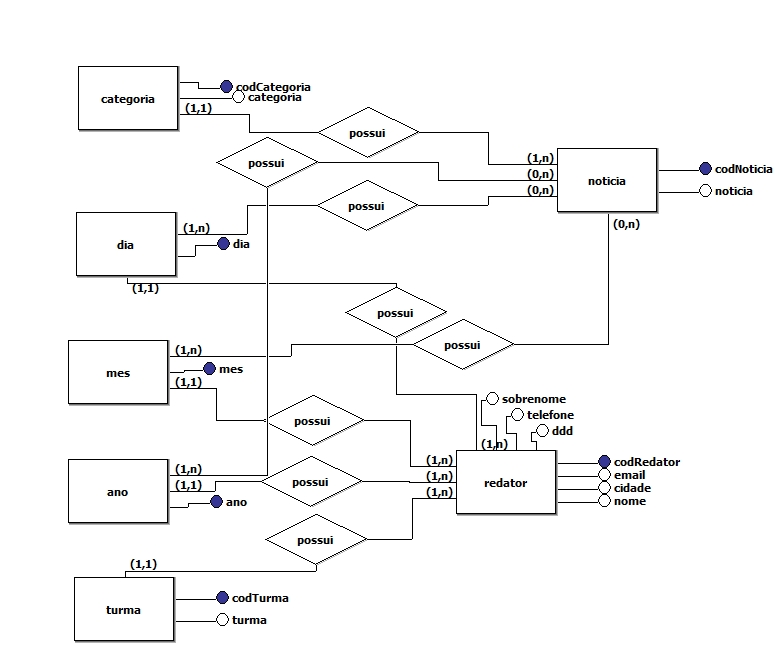 codCategoria
categoria
categoria
(1,1)
possui
possui
(1,n)
(0,n)
(0,n)
noticia
codNoticia
noticia
possui
(1,n)
dia
dia
(0,n)
(1,1)
possui
possui
(1,n)
mes
mes
(1,1)
sobrenome
telefone
ddd
possui
(1,n)
(1,n)
(1,n)
(1,n)
redator
codRedator
email
cidade
nome
(1,n)
(1,1)
ano
ano
possui
possui
(1,1)
turma
codTurma
turma